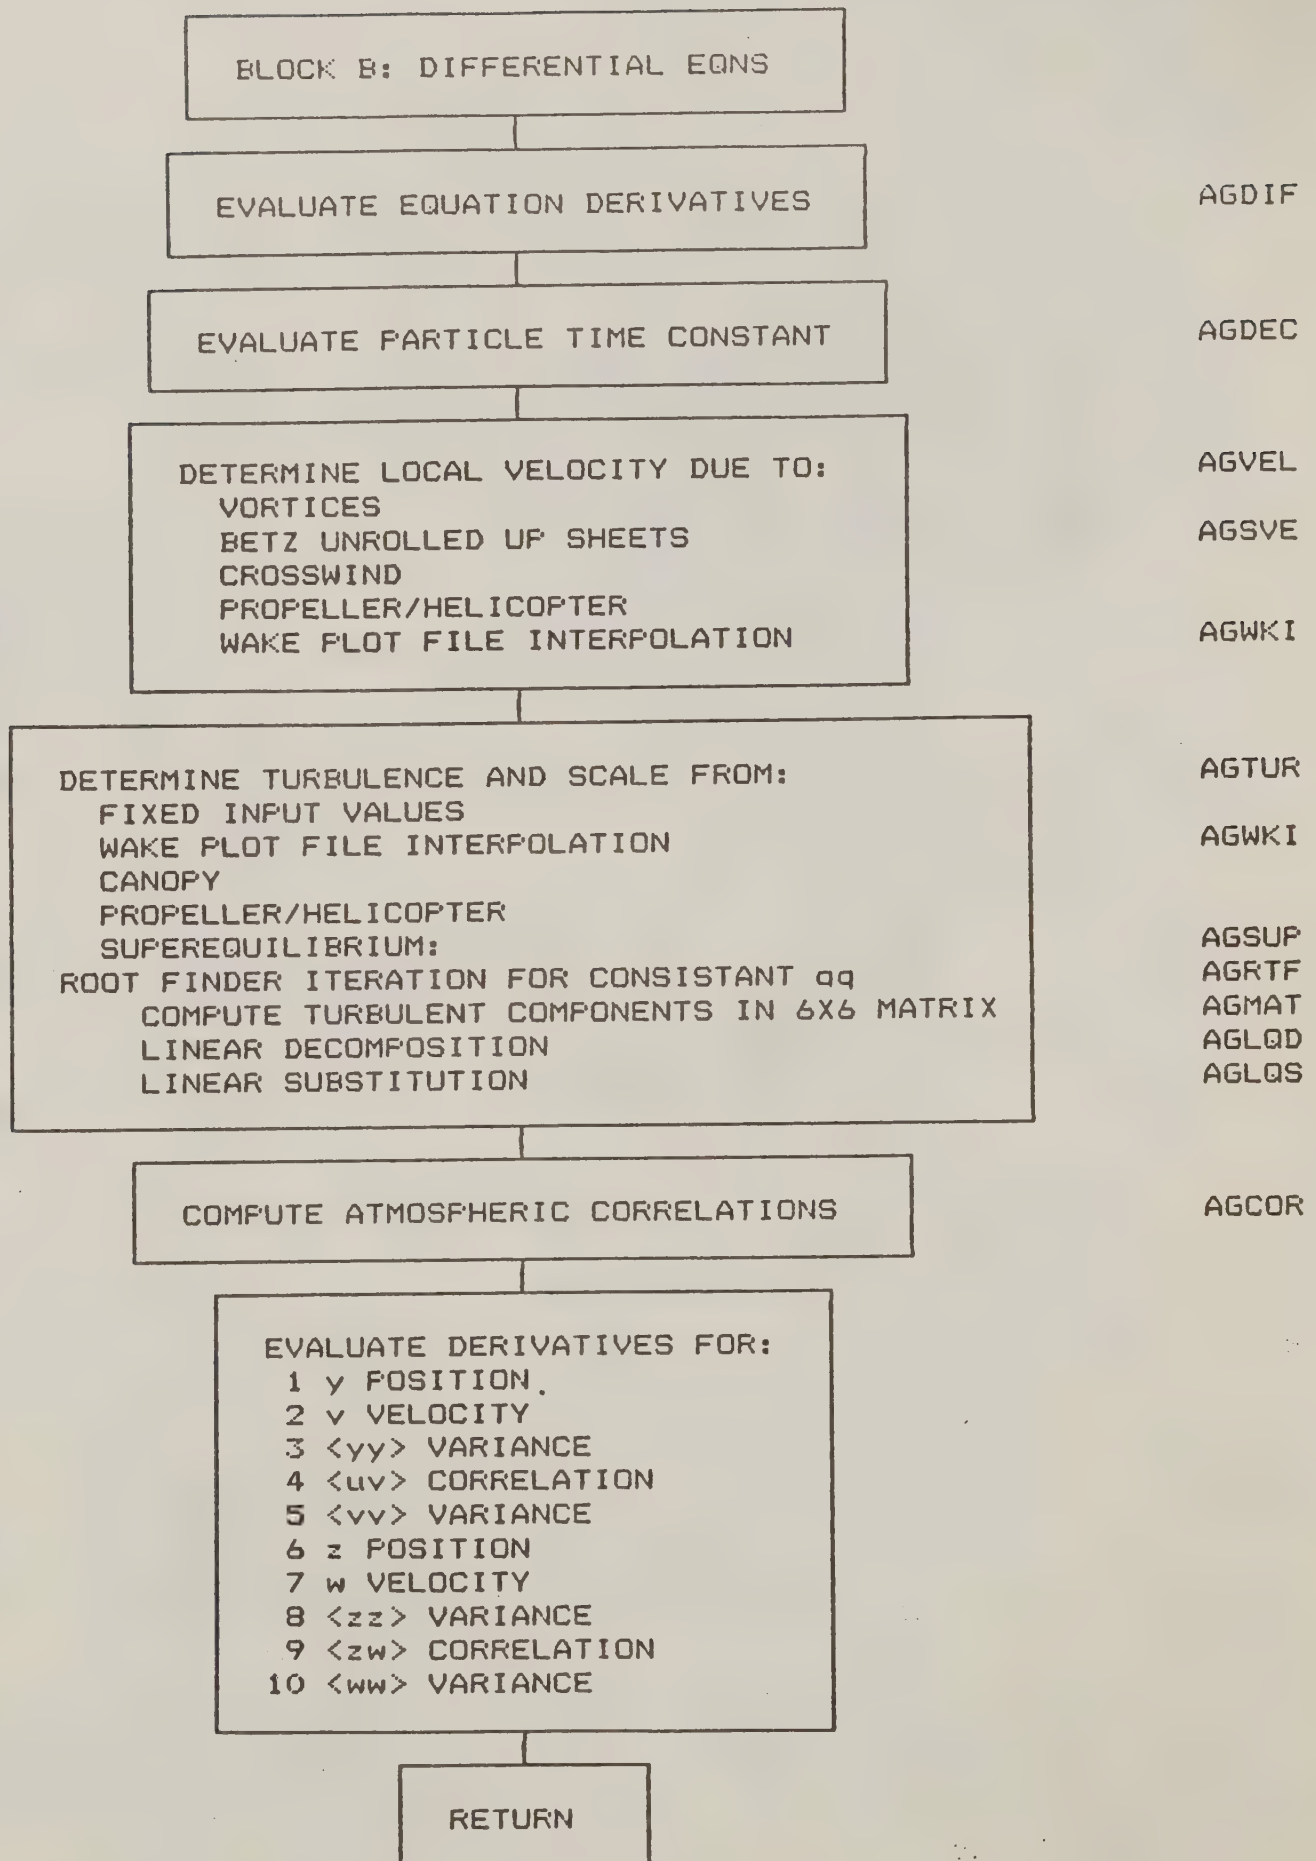 BLOCK B: DIFFERENTIAL EQNS
EVALUATE EQUATION DERIVATIVES AGDIF
EVALUATE PARTICLE TIME CONSTANT AGDEC
DETERMINE LOCAL VELOCITY DUE TO: AGVEL
VORTICES
BETZ UNROLLED UP SHEETS AGSVE
CROSSWIND
PROPELLER/HELICOPTER
WAKE PLOT FILE INTERPOLATION AGWKI
DETERMINE TURBULENCE AND SCALE FROM: AGTUR
FIXED INPUT VALUES
WAKE PLOT FILE INTERPOLATION AGWKI
CANOPY
PROPELLER/HELICOPTER
SUPEREQUILIBRIUM: AGSUP
ROOT FINDER ITERATION FOR CONSISTANT qq AGRTF
COMPUTE TURBULENT COMPONENTS IN 6X6 MATRIX AGMAT
LINEAR DECOMPOSITION AGLQD
LINEAR SUBSTITUTION AGLQS
COMPUTE ATMOSPHERIC CORRELATIONS AGCOR
EVALUATE DERIVATIVES FOR:
1 y POSITION
2 v VELOCITY
3 <yy> VARIANCE
4 <uv> CORRELATION
5 <vv> VARIANCE
6 z POSITION
7 w VELOCITY
8 <zz> VARIANCE
9 <zw> CORRELATION
10 <ww> VARIANCE
RETURN